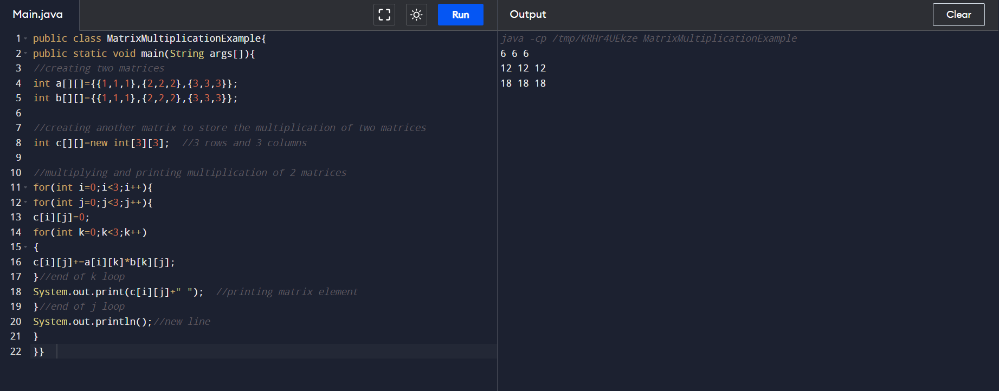 Main.java
Run
Output
Clear
1 public class MatrixMultiplicationExample{
2 public static void main(String args[]){
3 //creating two matrices
4 int a[][]={{1,1,1},{2,2,2},{3,3,3}};
5 int b[][]={{1,1,1},{2,2,2},{3,3,3}};
6
7 //creating another matrix to store the multiplication of two matrices
8 int c[][]=new int[3][3];  //3 rows and 3 columns
9
10 //multiplying and printing multiplication of 2 matrices
11 for(int i=0;i<3;i++){
12 for(int j=0;j<3;j++){
13 c[i][j]=0;
14 for(int k=0;k<3;k++)
15 {
16 c[i][j]+=a[i][k]*b[k][j];
17 }//end of k loop
18 System.out.print(c[i][j]+" ");  //printing matrix element
19 }//end of j loop
20 System.out.println();//new line
21 }
22 }}
java -cp /tmp/KRHr4UEkze MatrixMultiplicationExample
6 6 6
12 12 12
18 18 18